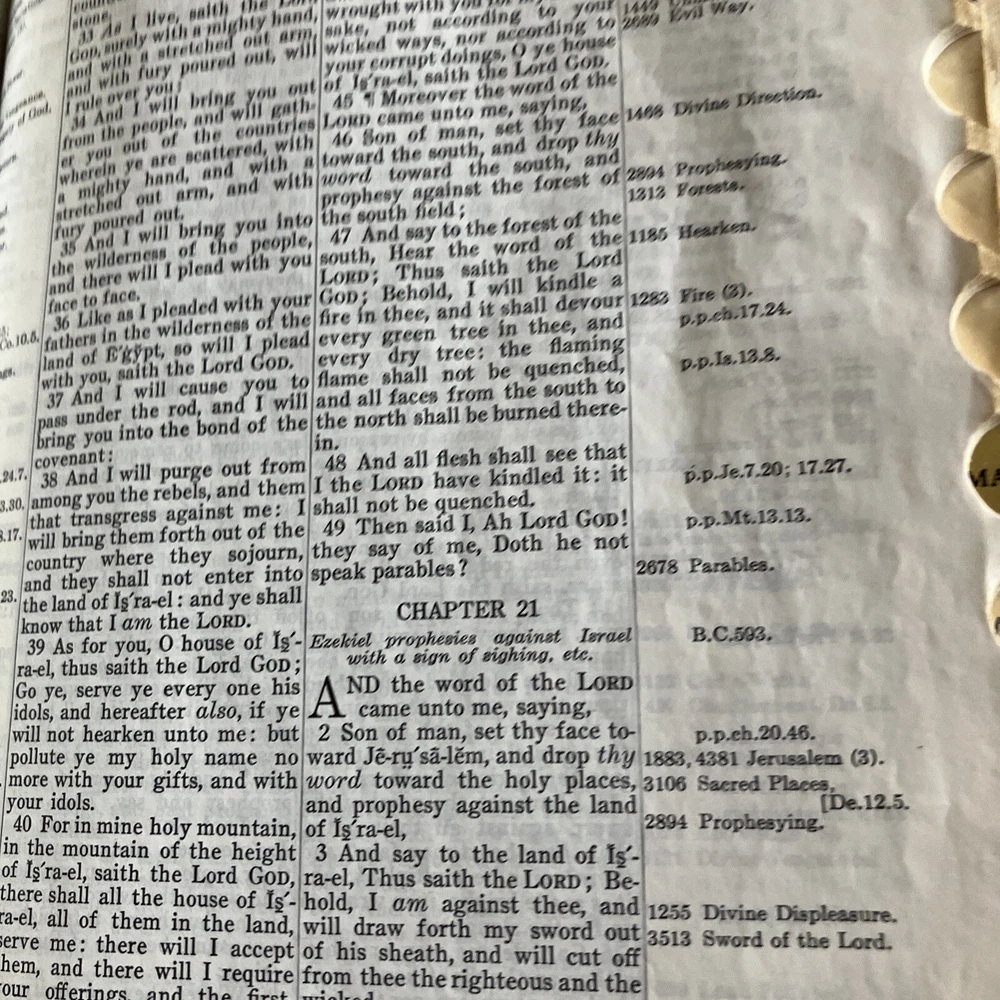 33 As I live, saith the Lord
God, surely with a mighty hand,
and with a stretched out arm,
and with fury poured out, will
I rule over you:
34 And I will bring you out
from the people, and will gath-
er you out of the countries
wherein ye are scattered, with
a mighty hand, and with a
stretched out arm, and with
fury poured out.
35 And I will bring you into
the wilderness of the people,
and there will I plead with you
face to face.
36 Like as I pleaded with your
fathers in the wilderness of the
land of Ē´ġy̆pt, so will I plead
with you, saith the Lord GOD.
37 And I will cause you to
pass under the rod, and I will
bring you into the bond of the
covenant:
38 And I will purge out from
among you the rebels, and them
that transgress against me: I
will bring them forth out of the
country where they sojourn,
and they shall not enter into
the land of Ĭs̱´ra-el: and ye shall
know that I am the LORD.
39 As for you, O house of Ĭs̱´-
ra-el, thus saith the Lord GOD;
Go ye, serve ye every one his
idols, and hereafter also, if ye
will not hearken unto me: but
pollute ye my holy name no
more with your gifts, and with
your idols.
40 For in mine holy mountain,
in the mountain of the height
of Ĭs̱´ra-el, saith the Lord GOD,
there shall all the house of Ĭs̱´-
ra-el, all of them in the land,
serve me: there will I accept
them, and there will I require
your offerings, and the first
wrought with you for my
sake, not according to your
wicked ways, nor according to
your corrupt doings, O ye house
of Ĭs̱´ra-el, saith the Lord GOD.
45 ¶ Moreover the word of the
LORD came unto me, saying,
46 Son of man, set thy face
toward the south, and drop thy
word toward the south, and
prophesy against the forest of
the south field;
47 And say to the forest of the
south, Hear the word of the
LORD; Thus saith the Lord
GOD; Behold, I will kindle a
fire in thee, and it shall devour
every green tree in thee, and
every dry tree: the flaming
flame shall not be quenched,
and all faces from the south to
the north shall be burned there-
in.
48 And all flesh shall see that
I the LORD have kindled it: it
shall not be quenched.
49 Then said I, Ah Lord GOD!
they say of me, Doth he not
speak parables?
CHAPTER 21
Ezekiel prophesies against Israel
with a sign of sighing, etc.
AND the word of the LORD
came unto me, saying,
2 Son of man, set thy face to-
ward Jē-rṳ´sā-lĕm, and drop thy
word toward the holy places,
and prophesy against the land
of Ĭs̱´ra-el,
3 And say to the land of Ĭs̱´-
ra-el, Thus saith the LORD; Be-
hold, I am against thee, and
will draw forth my sword out
of his sheath, and will cut off
from thee the righteous and the
wicked.
2689 Evil Way.
1468 Divine Direction.
2894 Prophesying.
1313 Forests.
1185 Hearken.
1283 Fire (3).
p.p.ch.17.24.
p.p.Is.13.8.
p.p.Je.7.20; 17.27.
p.p.Mt.13.13.
2678 Parables.
B.C.593.
p.p.ch.20.46.
1883, 4381 Jerusalem (3).
3106 Sacred Places,
[De.12.5.
2894 Prophesying.
1255 Divine Displeasure.
3513 Sword of the Lord.